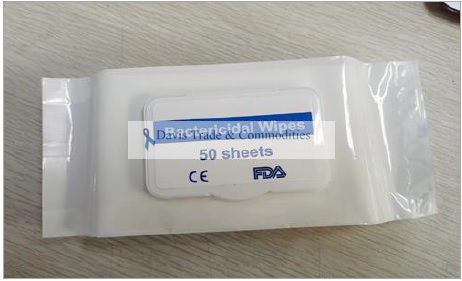 Bactericidal Wipes
Davis Trade & Commodities
50 sheets
CE FDA